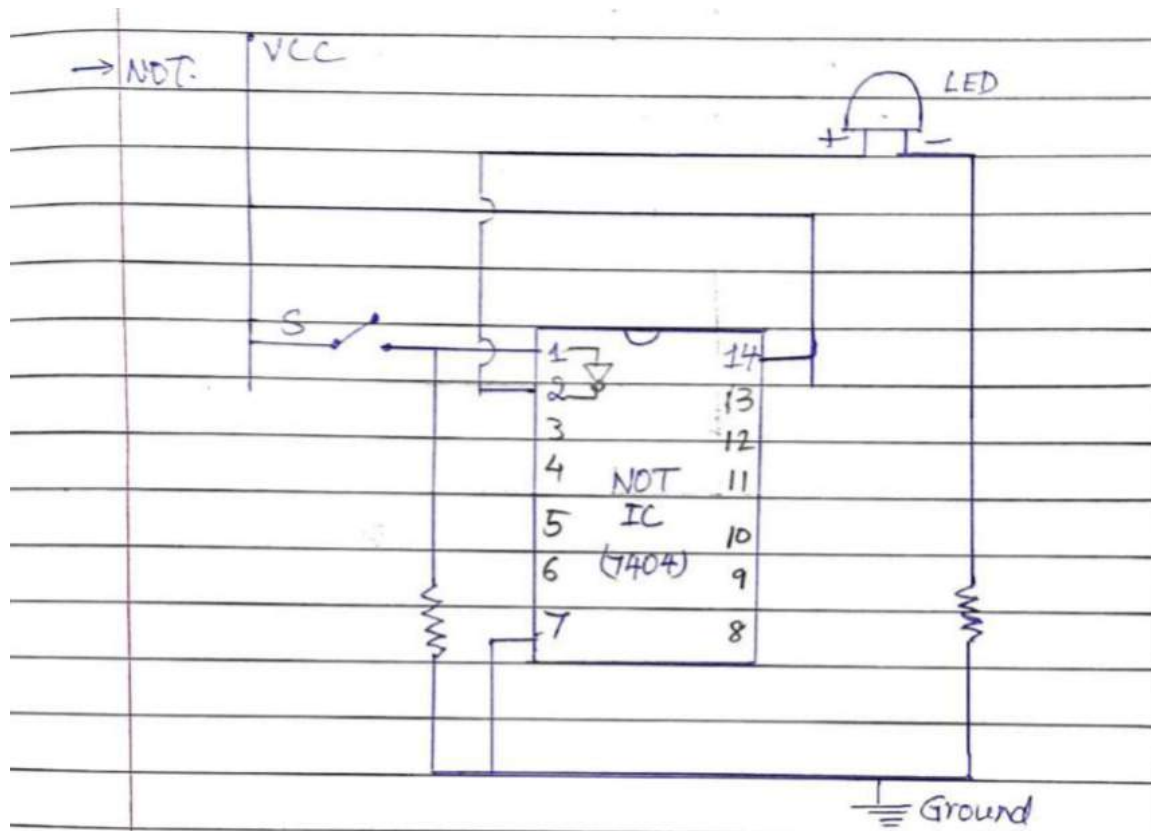 → NOT.
VCC
LED
+ -
S
1 14
2 13
3 12
4 11
5 10
6 9
7 8
NOT
IC
(7404)
Ground